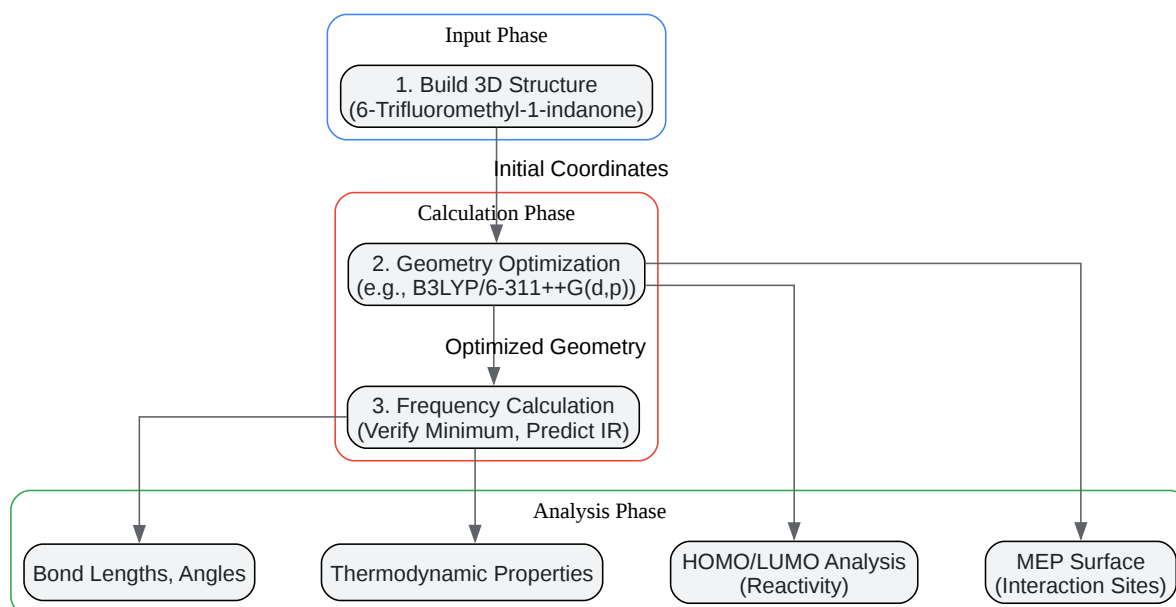 Input Phase
1. Build 3D Structure
(6-Trifluoromethyl-1-indanone)
Initial Coordinates
Calculation Phase
2. Geometry Optimization
(e.g., B3LYP/6-311++G(d,p))
Optimized Geometry
3. Frequency Calculation
(Verify Minimum, Predict IR)
Analysis Phase
Bond Lengths, Angles
Thermodynamic Properties
HOMO/LUMO Analysis
(Reactivity)
MEP Surface
(Interaction Sites)